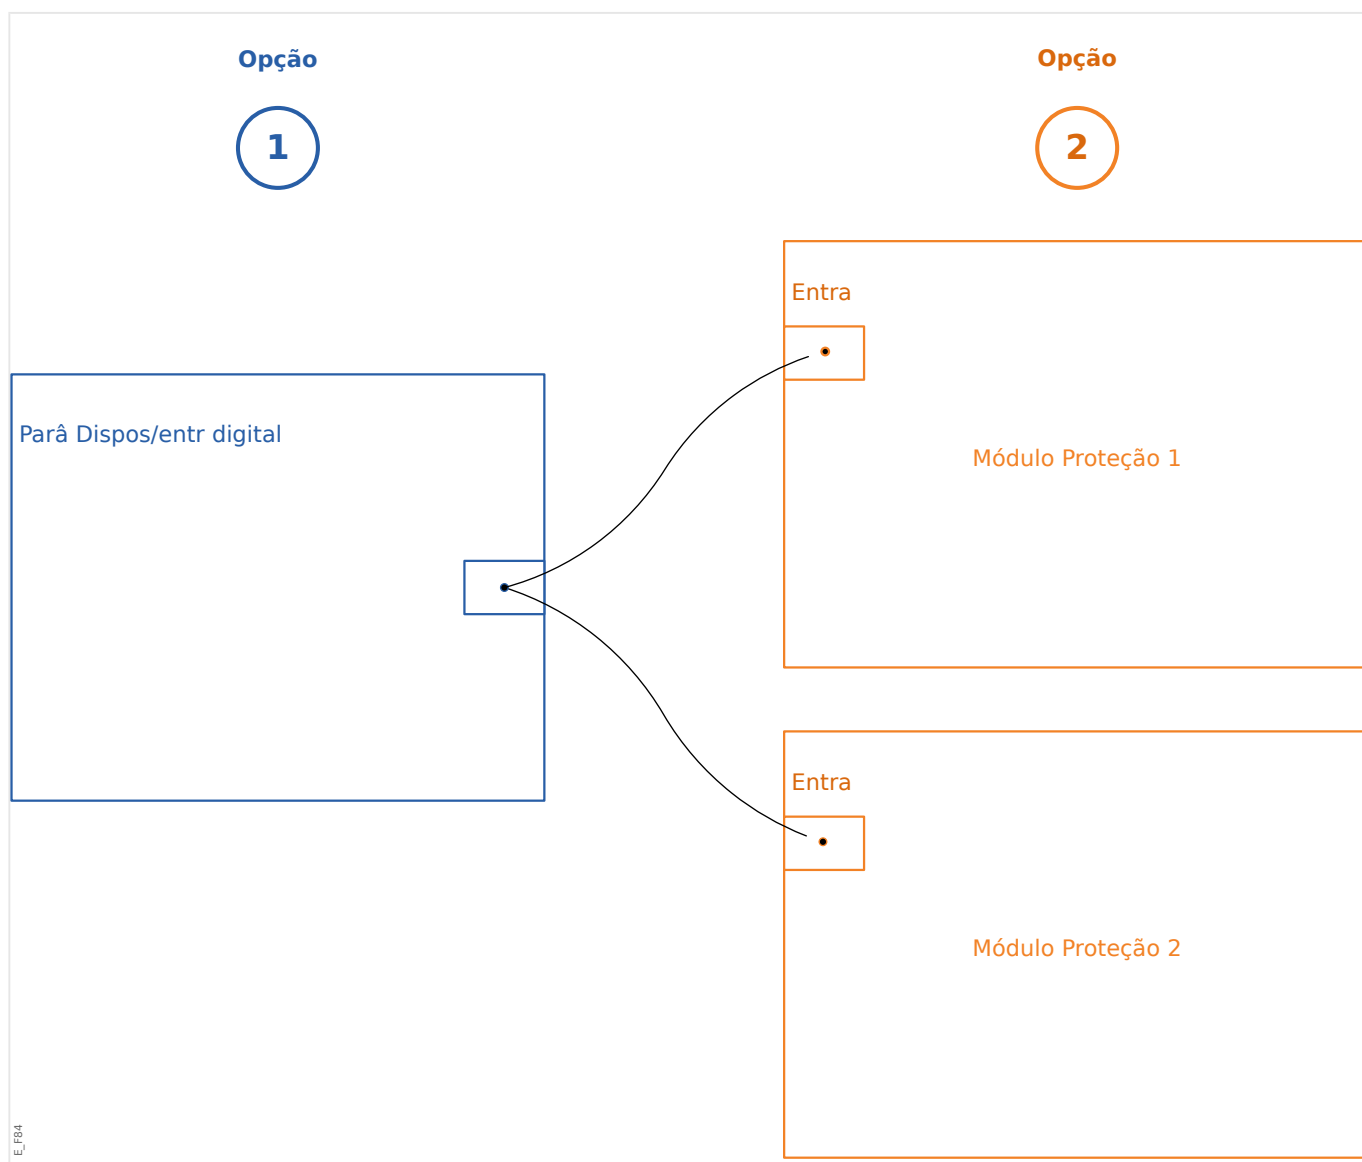 Opção
1
Opção
2
Parâ Dispos/entr digital
Entra
Módulo Proteção 1
Entra
Módulo Proteção 2
E_F84